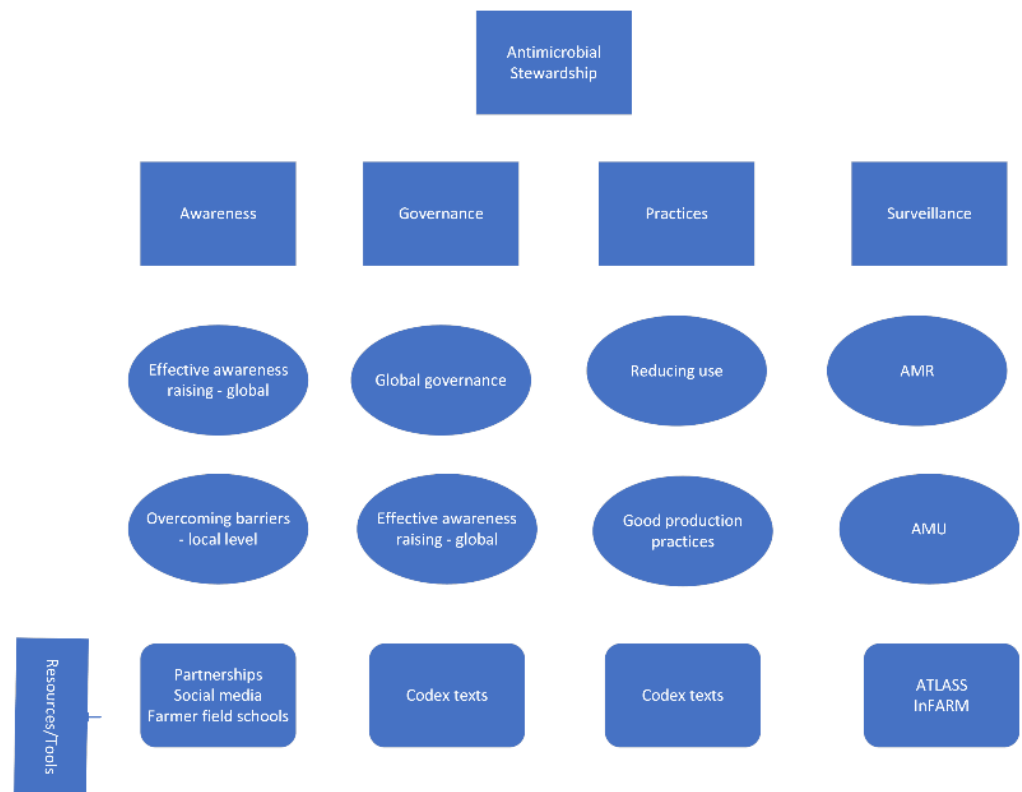 Antimicrobial
Stewardship
Awareness
Governance
Practices
Surveillance
Effective awareness
raising - global
Global governance
Reducing use
AMR
Overcoming barriers
- local level
Effective awareness
raising - global
Good production
practices
AMU
Resources/Tools
Partnerships
Social media
Farmer field schools
Codex texts
Codex texts
ATLASS
InFARM